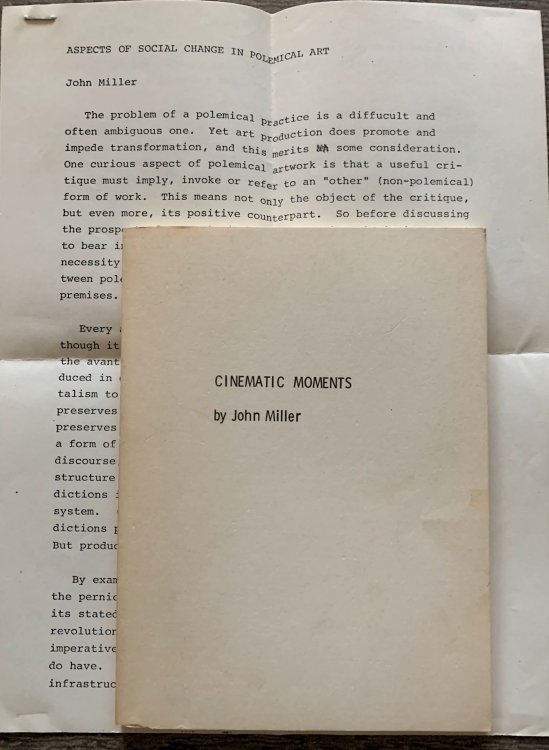 ASPECTS OF SOCIAL CHANGE IN POLEMICAL ART
John Miller
The problem of a polemical practice is a diffucult and
often ambiguous one. Yet art production does promote and
impede transformation, and this merits some consideration.
One curious aspect of polemical artwork is that a useful cri-
tique must imply, invoke or refer to an "other" (non-polemical)
form of work. This means not only the object of the critique,
but even more, its positive counterpart. So before discussing
the prosp
to bear i
necessity
tween pol
premises.
Every
though it
the avant
duced in
talism to
preserves
preserves
a form of
discourse
structure
dictions
system.
dictions p
But produc
By exam
the pernic
its stated
revolution
imperative
do have.
infrastruc
CINEMATIC MOMENTS
by John Miller